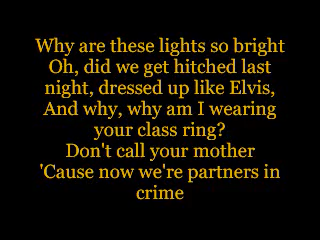 Why are these lights so bright
Oh, did we get hitched last
night, dressed up like Elvis,
And why, why am I wearing
your class ring?
Don't call your mother
'Cause now we're partners in
crime